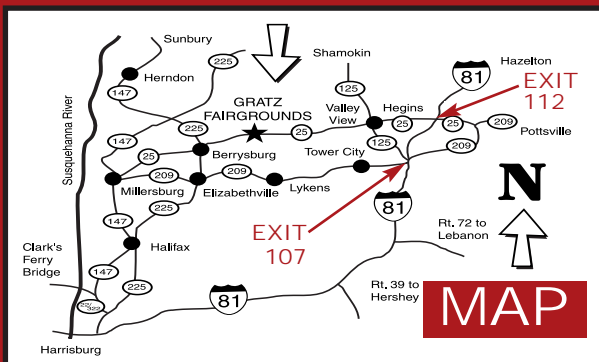 Sunbury
225
Shamokin
Hazelton
81
EXIT
112
Herndon
147
125
GRATZ
FAIRGROUNDS
Valley
View
Hegins
225
147
25
25
25
209
Pottsville
25
Berrysburg
Tower City
125
209
209
209
Millersburg
Elizabethville
Lykens
N
Susquehanna River
147
225
EXIT
107
81
Rt. 72 to
Lebanon
Halifax
Clark's
Ferry
Bridge
147
225
22/
322
81
Rt. 39 to
Hershey
MAP
Harrisburg